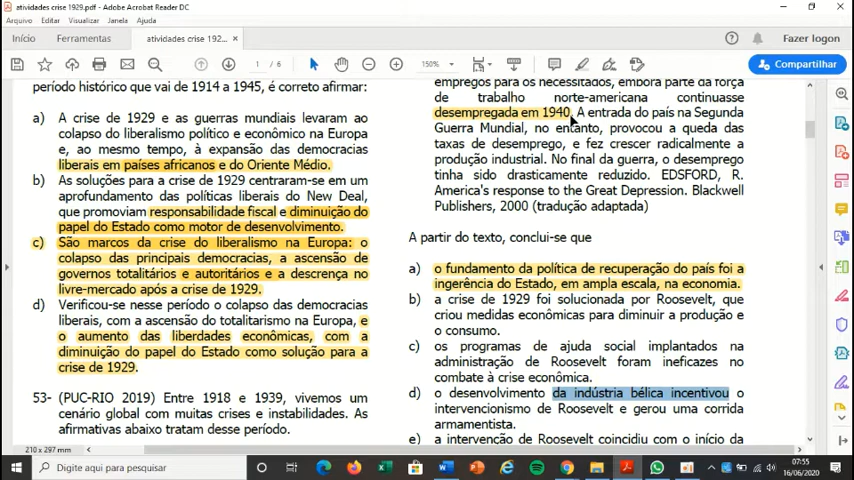 atividades crise 1929.pdf - Adobe Acrobat Reader DC
Arquivo Editar Visualizar Janela Ajuda
Início Ferramentas atividades crise 192... × Fazer logon
1 / 6 150% Compartilhar
período histórico que vai de 1914 a 1945, é correto afirmar:
a) A crise de 1929 e as guerras mundiais levaram ao
colapso do liberalismo político e econômico na Europa
e, ao mesmo tempo, à expansão das democracias
liberais em países africanos e do Oriente Médio.
b) As soluções para a crise de 1929 centraram-se em um
aprofundamento das políticas liberais do New Deal,
que promoviam responsabilidade fiscal e diminuição do
papel do Estado como motor de desenvolvimento.
c) São marcos da crise do liberalismo na Europa: o
colapso das principais democracias, a ascensão de
governos totalitários e autoritários e a descrença no
livre-mercado após a crise de 1929.
d) Verificou-se nesse período o colapso das democracias
liberais, com a ascensão do totalitarismo na Europa, e
o aumento das liberdades econômicas, com a
diminuição do papel do Estado como solução para a
crise de 1929.
53- (PUC-RIO 2019) Entre 1918 e 1939, vivemos um
cenário global com muitas crises e instabilidades. As
afirmativas abaixo tratam desse período.
empregos para os necessitados, embora parte da força
de trabalho norte-americana continuasse
desempregada em 1940. A entrada do país na Segunda
Guerra Mundial, no entanto, provocou a queda das
taxas de desemprego, e fez crescer radicalmente a
produção industrial. No final da guerra, o desemprego
tinha sido drasticamente reduzido. EDSFORD, R.
America's response to the Great Depression. Blackwell
Publishers, 2000 (tradução adaptada)
A partir do texto, conclui-se que
a) o fundamento da política de recuperação do país foi a
ingerência do Estado, em ampla escala, na economia.
b) a crise de 1929 foi solucionada por Roosevelt, que
criou medidas econômicas para diminuir a produção e
o consumo.
c) os programas de ajuda social implantados na
administração de Roosevelt foram ineficazes no
combate à crise econômica.
d) o desenvolvimento da indústria bélica incentivou o
intervencionismo de Roosevelt e gerou uma corrida
armamentista.
e) a intervenção de Roosevelt coincidiu com o início da
210 x 297 mm
Digite aqui para pesquisar
07:55
16/06/2020